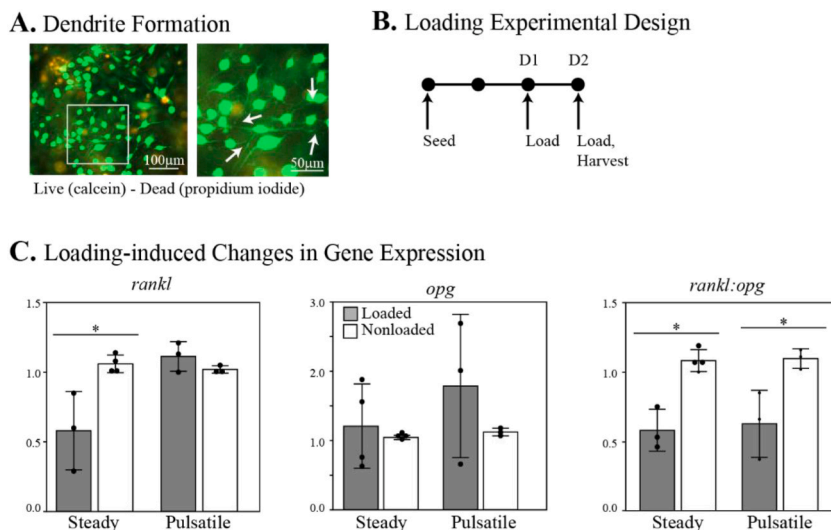 A. Dendrite Formation
100µm
50µm
Live (calcein) - Dead (propidium iodide)
B. Loading Experimental Design
D1 D2
Seed Load Load,
Harvest
C. Loading-induced Changes in Gene Expression
rankl opg rankl:opg
1.5 3.0 1.5
* Loaded * *
Nonloaded
1.0 2.0 1.0
0.5 1.0 0.5
0.0 0.0 0.0
Steady Pulsatile Steady Pulsatile Steady Pulsatile